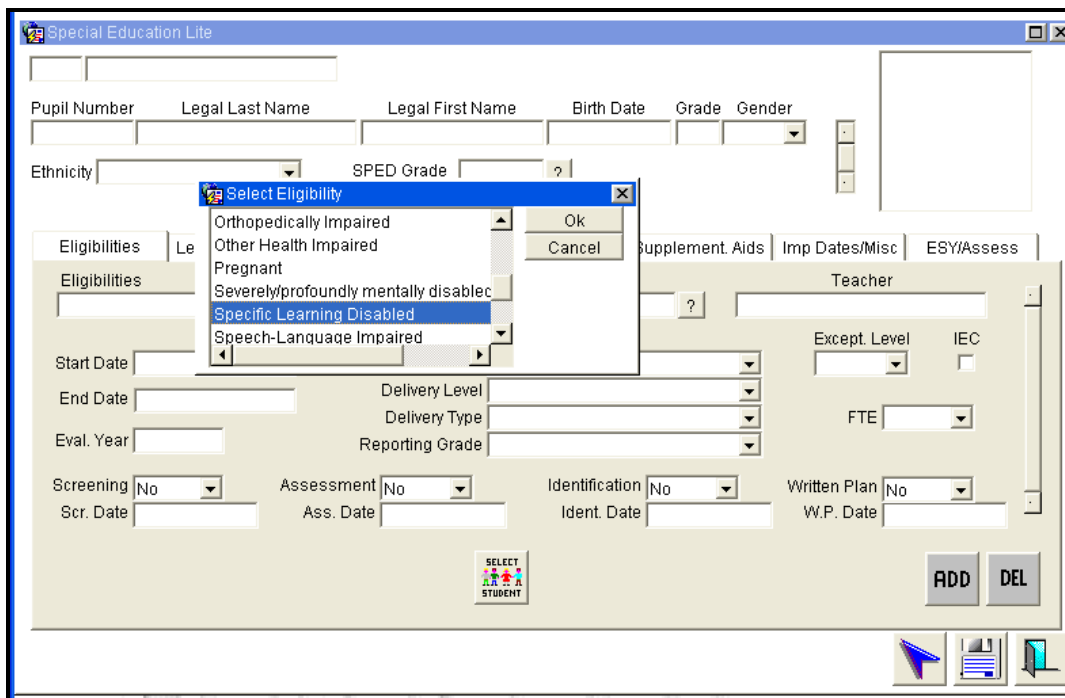 Special Education Lite
Pupil Number Legal Last Name Legal First Name Birth Date Grade Gender
Ethnicity SPED Grade ?
Select Eligibility
Orthopedically Impaired
Other Health Impaired
Pregnant
Severely/profoundly mentally disabled
Specific Learning Disabled
Speech-Language Impaired
Ok
Cancel
Eligibilities Le Supplement. Aids Imp Dates/Misc ESY/Assess
Eligibilities Teacher
?
Except. Level IEC
Start Date
End Date Delivery Level
Delivery Type FTE
Eval. Year Reporting Grade
Screening No Assessment No Identification No Written Plan No
Scr. Date Ass. Date Ident. Date W.P. Date
SELECT
STUDENT
ADD DEL